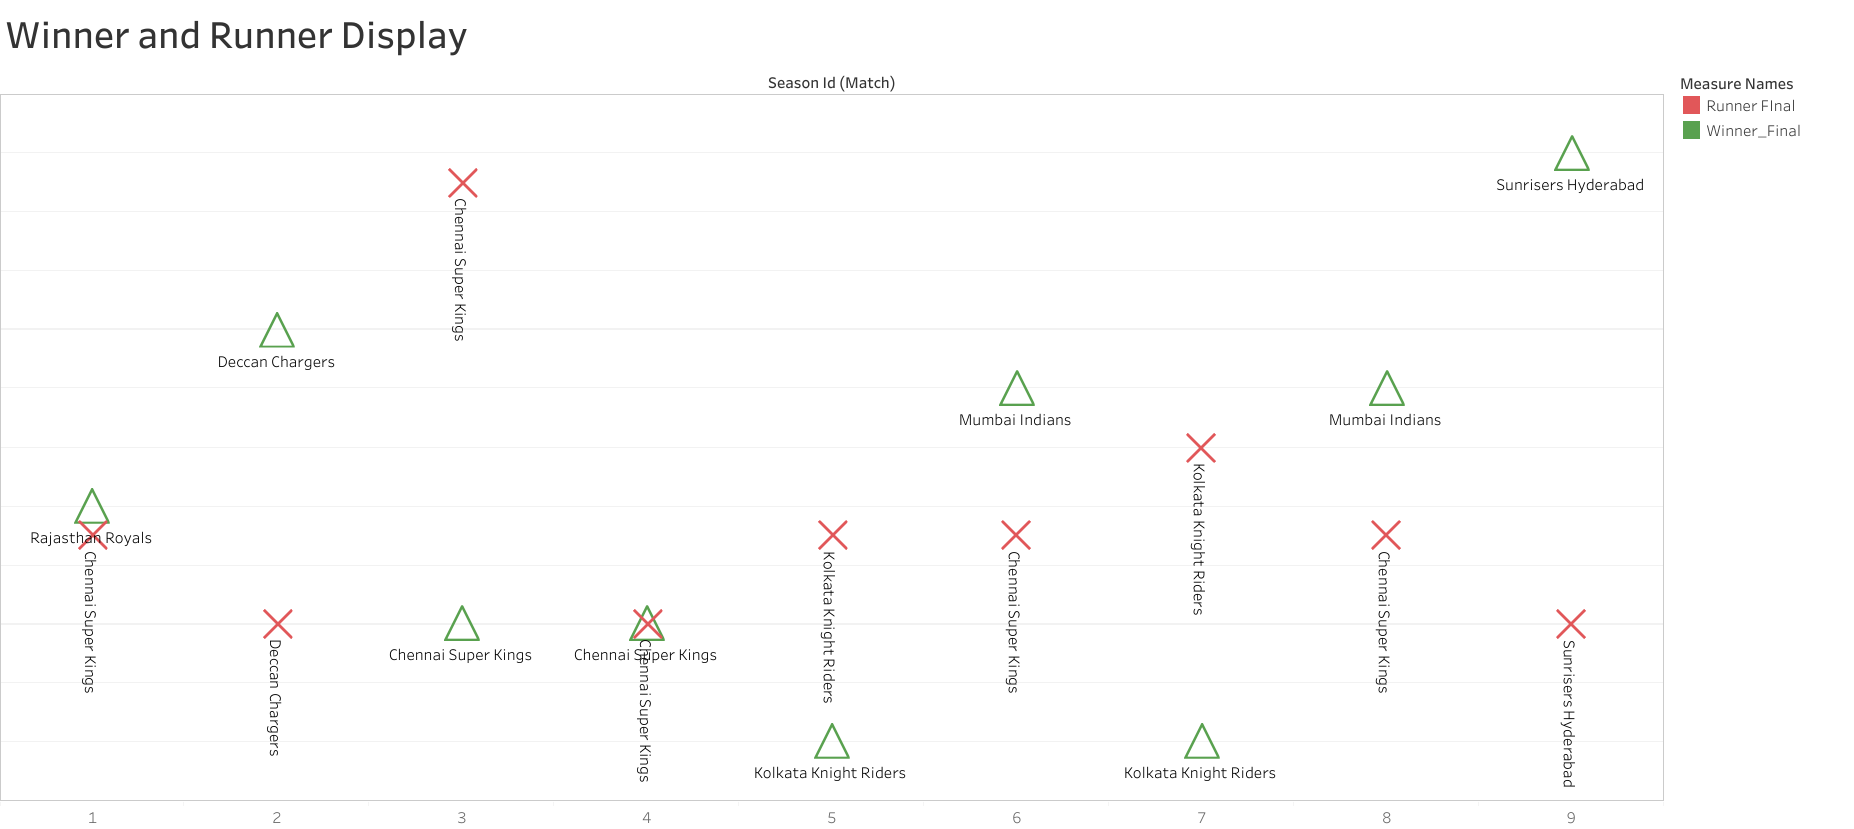 Winner and Runner Display
Season Id (Match)
Measure Names
Runner FInal
Winner_Final
Sunrisers Hyderabad
Chennai Super Kings
Deccan Chargers
Mumbai Indians
Mumbai Indians
Kolkata Knight Riders
Rajasthan Royals
Chennai Super Kings
Kolkata Knight Riders
Chennai Super Kings
Chennai Super Kings
Deccan Chargers
Chennai Super Kings
Chennai Super Kings
Chennai Super Kings
Sunrisers Hyderabad
Kolkata Knight Riders
Kolkata Knight Riders
1 2 3 4 5 6 7 8 9